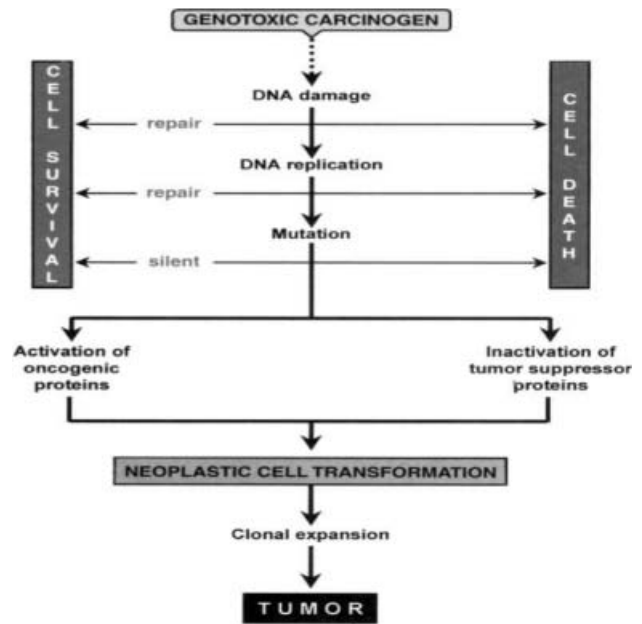 GENOTOXIC CARCINOGEN
CELL SURVIVAL
CELL DEATH
DNA damage
repair
DNA replication
repair
Mutation
silent
Activation of
oncogenic
proteins
Inactivation of
tumor suppressor
proteins
NEOPLASTIC CELL TRANSFORMATION
Clonal expansion
TUMOR